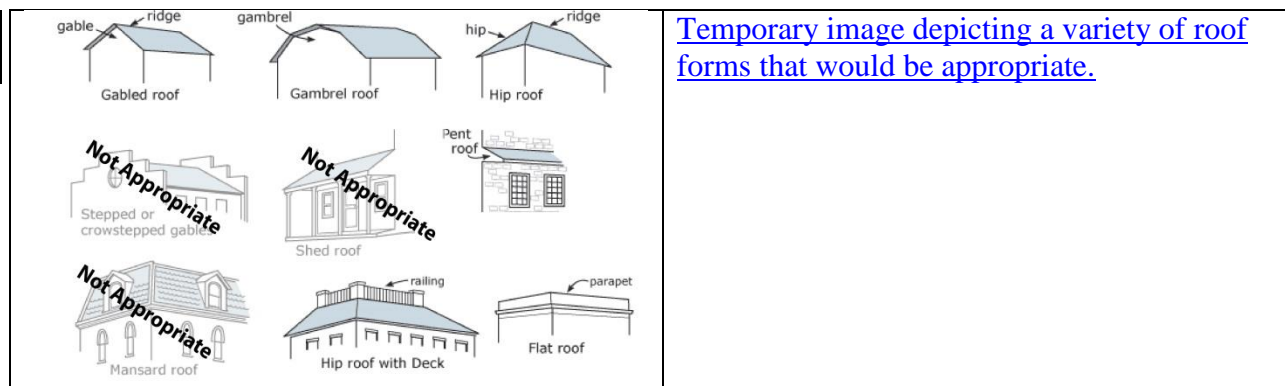 gable
ridge
Gabled roof
gambrel
Gambrel roof
hip
ridge
Hip roof
Temporary image depicting a variety of roof
forms that would be appropriate.
Not Appropriate
Stepped or
crowstepped gables
Not Appropriate
Shed roof
Pent
roof
Not Appropriate
Mansard roof
railing
Hip roof with Deck
parapet
Flat roof